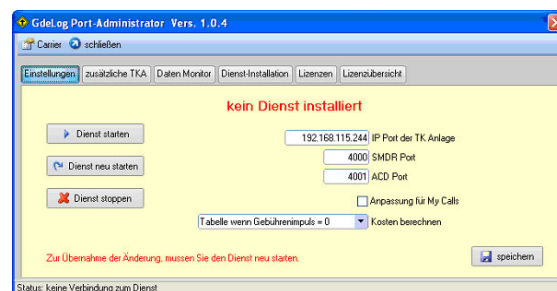 GdeLog Port-Administrator Vers. 1.0.4
Carrier schließen
Einstellungen zusätzliche TKA Daten Monitor Dienst-Installation Lizenzen Lizenzübersicht
kein Dienst installiert
Dienst starten
192.168.115.244 IP Port der TK Anlage
4000 SMDR Port
Dienst neu starten
4001 ACD Port
Dienst stoppen
Anpassung für My Calls
Tabelle wenn Gebührenimpuls = 0 Kosten berechnen
Zur Übernahme der Änderung, mussen Sie den Dienst neu starten.
speichern
Status: keine Verbindung zum Dienst